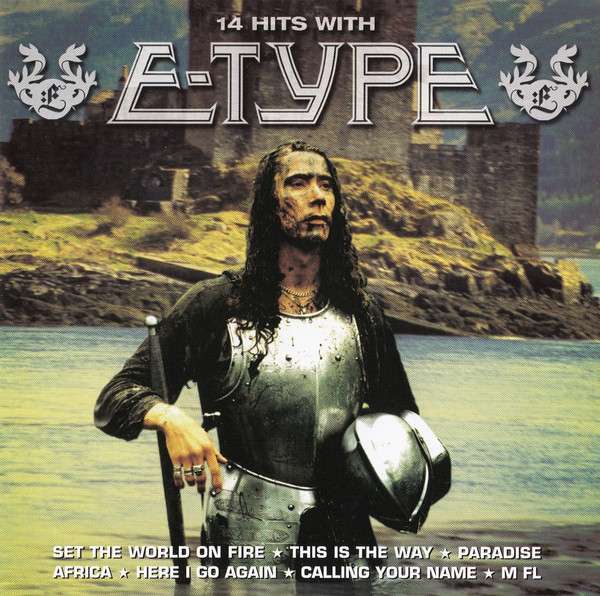 14 HITS WITH
E-TYPE
:E
:E
SET THE WORLD ON FIRE ★ THIS IS THE WAY ★ PARADISE
AFRICA ★ HERE I GO AGAIN ★ CALLING YOUR NAME ★ M FL